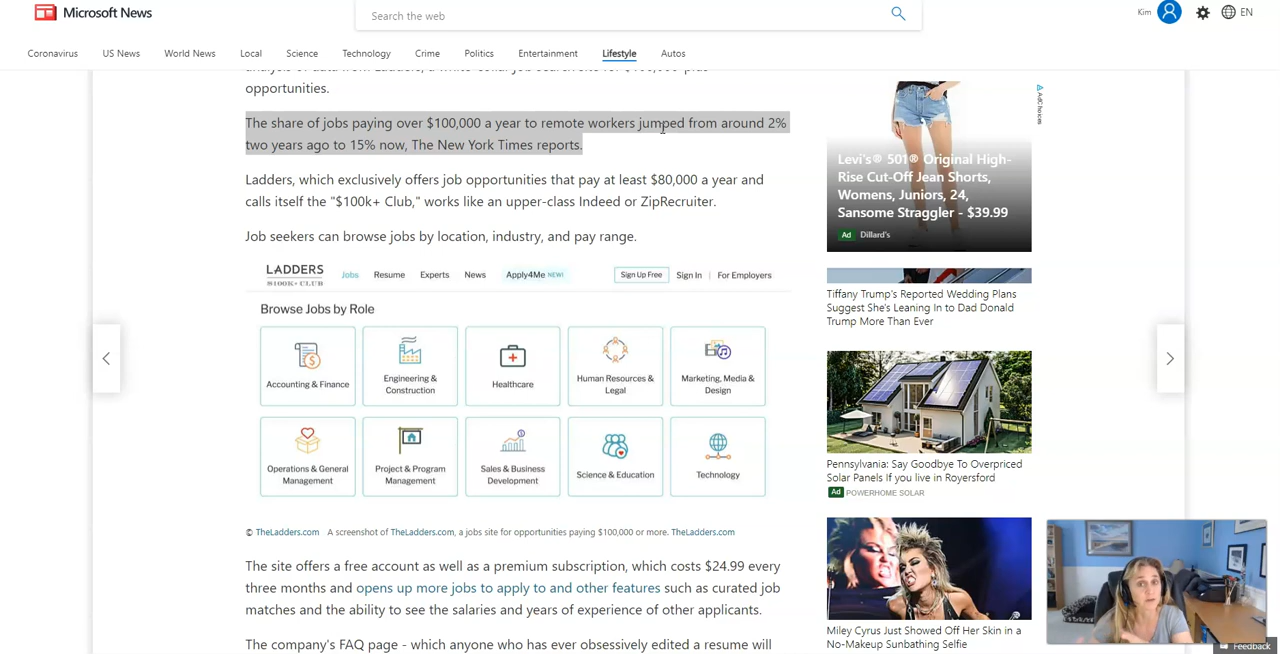 Microsoft News
Search the web
Kim
EN
Coronavirus US News World News Local Science Technology Crime Politics Entertainment Lifestyle Autos
opportunities.
The share of jobs paying over $100,000 a year to remote workers jumped from around 2%
two years ago to 15% now, The New York Times reports.
Ladders, which exclusively offers job opportunities that pay at least $80,000 a year and
calls itself the "$100k+ Club," works like an upper-class Indeed or ZipRecruiter.
Job seekers can browse jobs by location, industry, and pay range.
LADDERS
$100K+ CLUB
Jobs Resume Experts News Apply4Me NEW! Sign Up Free Sign In | For Employers
Browse Jobs by Role
Accounting & Finance
Engineering &
Construction
Healthcare
Human Resources &
Legal
Marketing, Media &
Design
Operations & General
Management
Project & Program
Management
Sales & Business
Development
Science & Education
Technology
© TheLadders.com A screenshot of TheLadders.com, a jobs site for opportunities paying $100,000 or more. TheLadders.com
The site offers a free account as well as a premium subscription, which costs $24.99 every
three months and opens up more jobs to apply to and other features such as curated job
matches and the ability to see the salaries and years of experience of other applicants.
The company's FAQ page - which anyone who has ever obsessively edited a resume will
AdChoices
Levi's® 501® Original High-
Rise Cut-Off Jean Shorts,
Womens, Juniors, 24,
Sansome Straggler - $39.99
Ad Dillard's
Tiffany Trump's Reported Wedding Plans
Suggest She's Leaning In to Dad Donald
Trump More Than Ever
Pennsylvania: Say Goodbye To Overpriced
Solar Panels If you live in Royersford
Ad POWERHOME SOLAR
Miley Cyrus Just Showed Off Her Skin in a
No-Makeup Sunbathing Selfie
Feedback